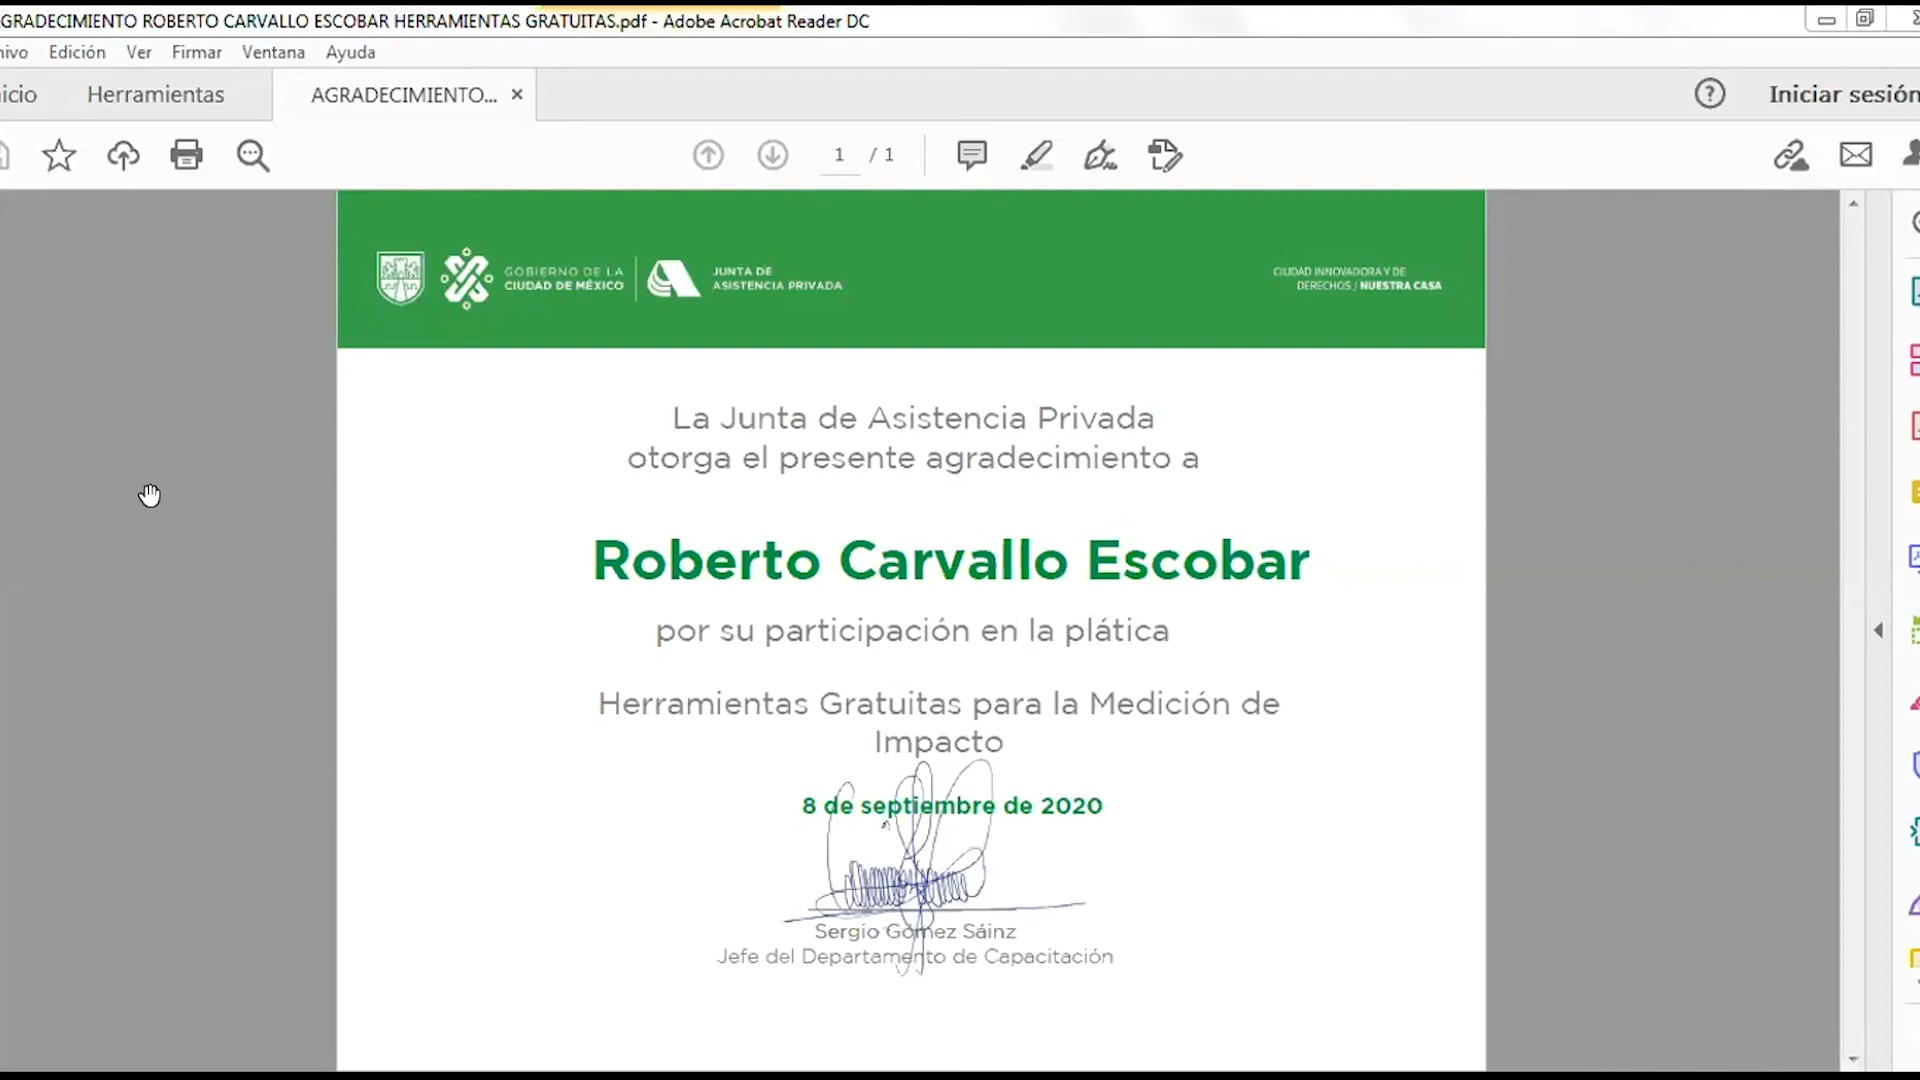 GRADECIMIENTO ROBERTO CARVALLO ESCOBAR HERRAMIENTAS GRATUITAS.pdf - Adobe Acrobat Reader DC
Edición Ver Firmar Ventana Ayuda
Herramientas AGRADECIMIENTO... × Iniciar sesión
1 / 1
GOBIERNO DE LA
CIUDAD DE MÉXICO
JUNTA DE
ASISTENCIA PRIVADA
CIUDAD INNOVADORA Y DE
DERECHOS / NUESTRA CASA
La Junta de Asistencia Privada
otorga el presente agradecimiento a
Roberto Carvallo Escobar
por su participación en la plática
Herramientas Gratuitas para la Medición de
Impacto
8 de septiembre de 2020
Sergio Gómez Sáinz
Jefe del Departamento de Capacitación